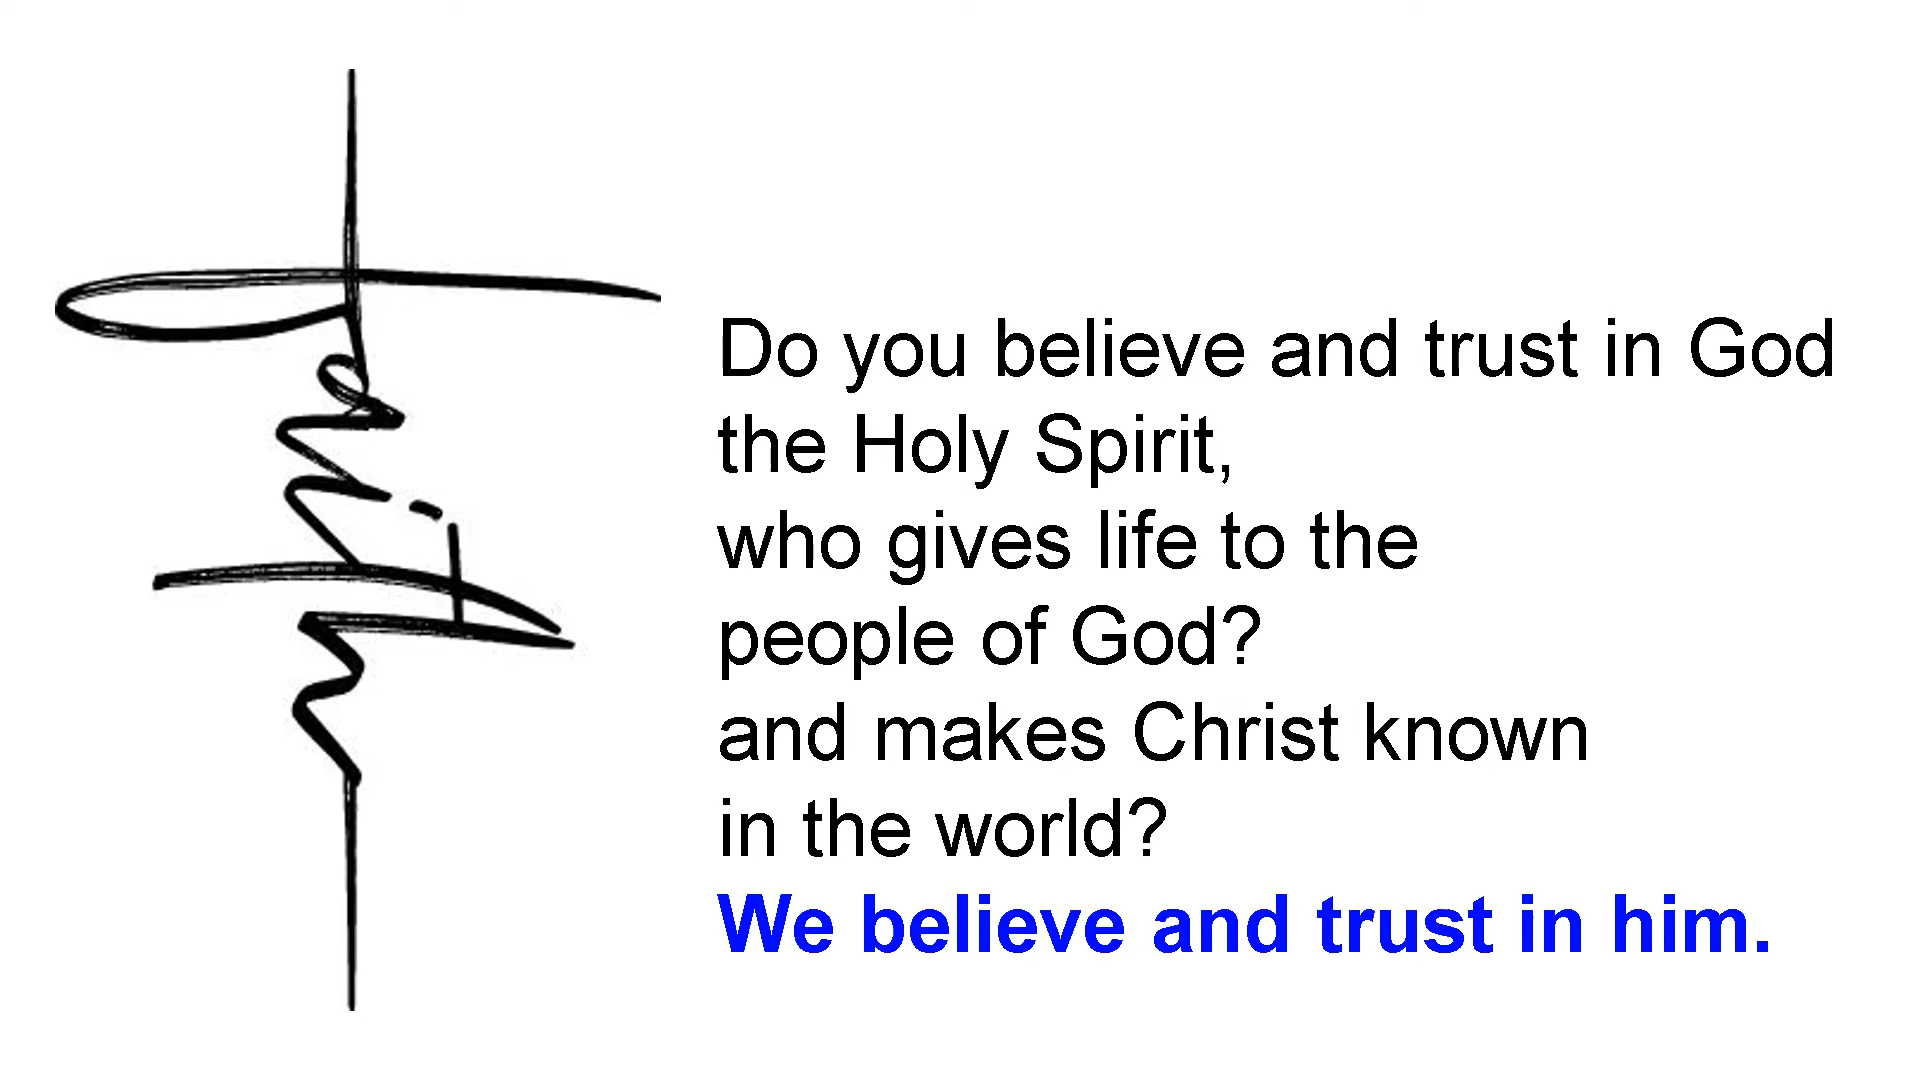 Do you believe and trust in God
the Holy Spirit,
who gives life to the
people of God?
and makes Christ known
in the world?
We believe and trust in him.